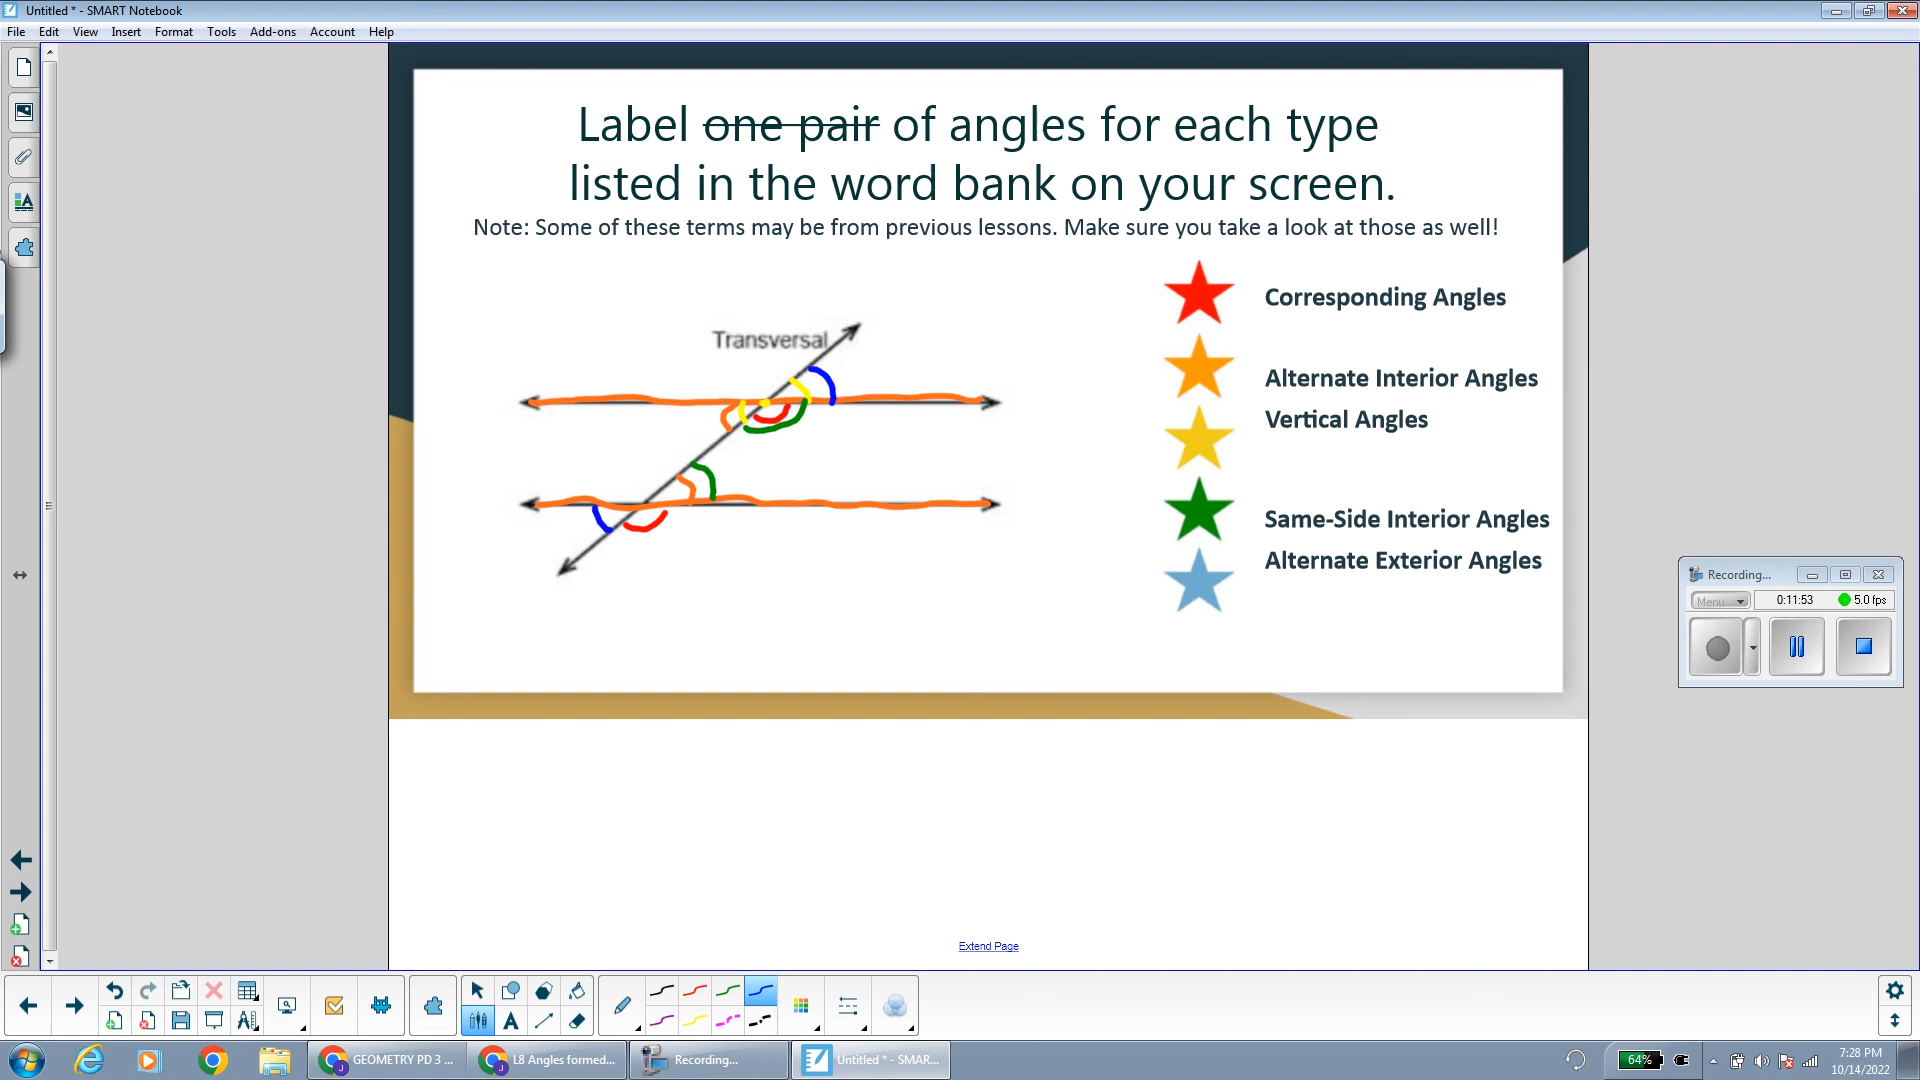 Untitled * - SMART Notebook
File Edit View Insert Format Tools Add-ons Account Help
Label one pair of angles for each type
listed in the word bank on your screen.
Note: Some of these terms may be from previous lessons. Make sure you take a look at those as well!
Transversal
Corresponding Angles
Alternate Interior Angles
Vertical Angles
Same-Side Interior Angles
Alternate Exterior Angles
Recording...
Menu 0:11:53 5.0 fps
Extend Page
A
GEOMETRY PD 3 ... L8 Angles formed... Recording... Untitled * - SMAR...
64%
7:28 PM
10/14/2022